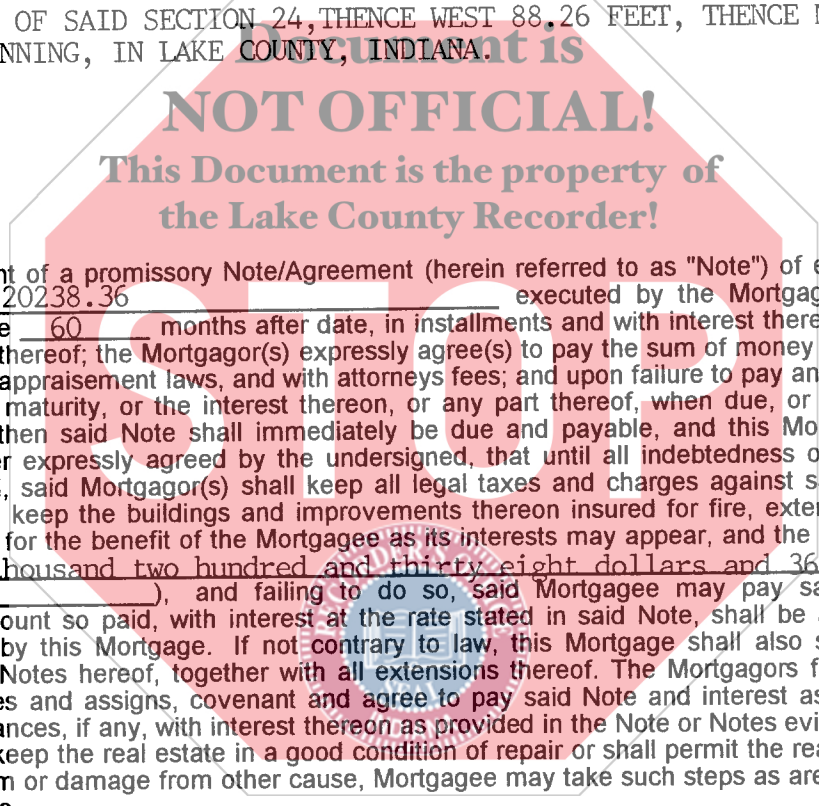 OF SAID SECTION 24,THENCE WEST 88.26 FEET, THENCE
NNING, IN LAKE COUNTY, INDIANA.
Document is
NOT OFFICIAL!
This Document is the property of
the Lake County Recorder!
nt of a promissory Note/Agreement (herein referred to as "Note") of
20238.36 executed by the Mortgag
e 60 months after date, in installments and with interest there
thereof; the Mortgagor(s) expressly agree(s) to pay the sum of money
appraisement laws, and with attorneys fees; and upon failure to pay an
maturity, or the interest thereon, or any part thereof, when due, or
then said Note shall immediately be due and payable, and this Mo
r expressly agreed by the undersigned, that until all indebtedness o
, said Mortgagor(s) shall keep all legal taxes and charges against s
keep the buildings and improvements thereon insured for fire, exter
for the benefit of the Mortgagee as its interests may appear, and the
housand two hundred and thirty eight dollars and 36
), and failing to do so, said Mortgagee may pay sa
ount so paid, with interest at the rate stated in said Note, shall be
by this Mortgage. If not contrary to law, this Mortgage shall also s
Notes hereof, together with all extensions thereof. The Mortgagors f
es and assigns, covenant and agree to pay said Note and interest as
ances, if any, with interest thereon as provided in the Note or Notes evi
keep the real estate in a good condition of repair or shall permit the rea
n or damage from other cause, Mortgagee may take such steps as are
STOP
RECORDER'S OFFICE
SEAL
INDIANA